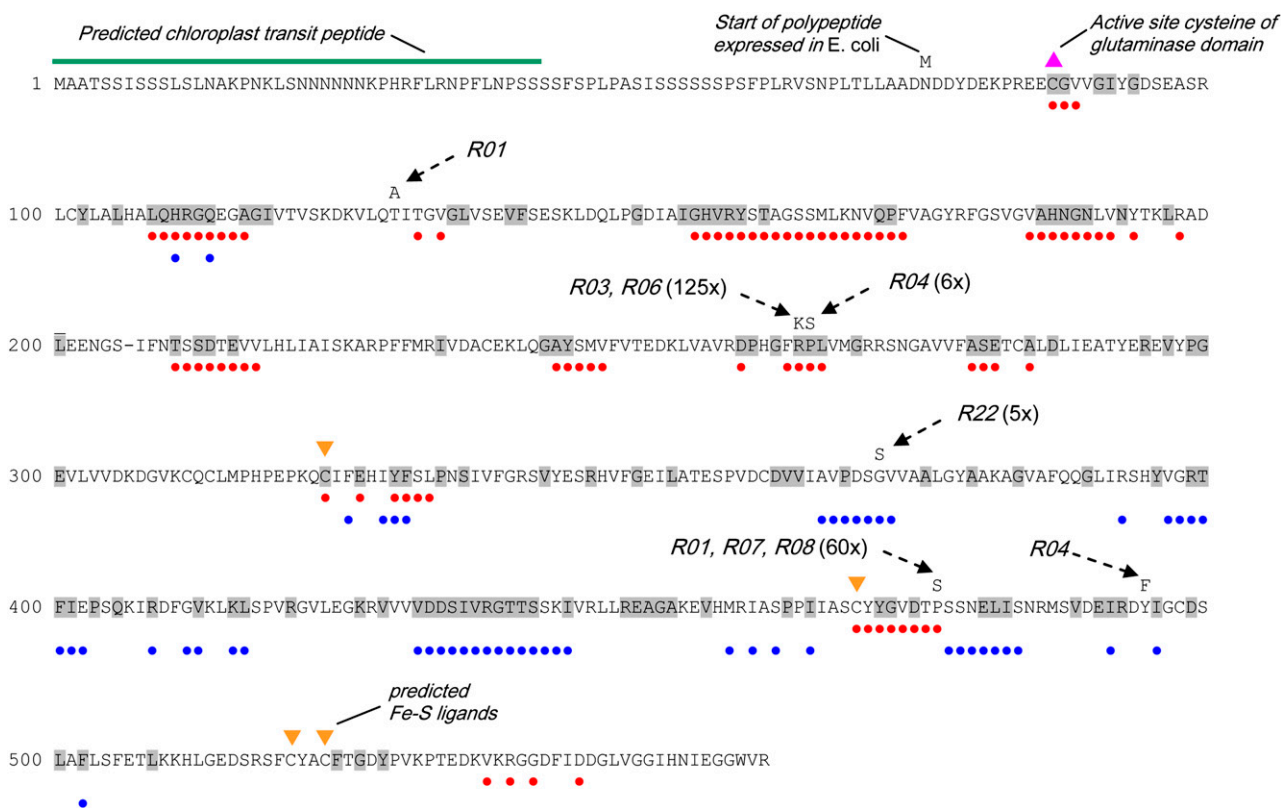 Predicted chloroplast transit peptide
Start of polypeptide
expressed in E. coli
Active site cysteine of
glutaminase domain
M
1 MAATSSISSSLSLNAKPNKLSNNNNNNKPHRFLRNPFLNPSSSSFSPLPASISSSSSSPSFPLRVSNPLTLLAADNDDYDEKPREECGVVGIYGDSEASR
R01
A
100 LCYLALHALQHRGQEGAGIVTVSKDKVLQTITGVGLVSEVFSESKLDQLPGDIAIGHVRYSTAGSSMLKNVQPFVAGYRFGSVGVAHNGNLVNYTKLRAD
R03, R06 (125x)
R04 (6x)
KS
200 LEENGS-IFNTSSDTEVVLHLIAISKARPFFMRIVDACEKLQGAYSMVFVTEDKLVAVRDPHGFRPLVMGRRSNGAVVFASETCALDLIEATYEREVYPG
R22 (5x)
S
300 EVLVVDKDGVKCQCLMPHPEPKQCIFEHIYFSLPNSIVFGRSVYESRHVFGEILATESPVDCDVVIAVPDSGVVAALGYAAKAGVAFQQGLIRSHYVGRT
R01, R07, R08 (60x)
R04
S
F
400 FIEPSQKIRDFGVKLKLSPVRGVLEGKRVVVVDDSIVRGTTSSKIVRLLREAGAKEVHMRIASPPIIASCYYGVDTPSSNELISNRMSVDEIRDYIGCDS
predicted
Fe-S ligands
500 LAFLSFETLKKHLGEDSRSFCYACFTGDYPVKPTEDKVKRGGDFIDDGLVGGIHNIEGGWVR